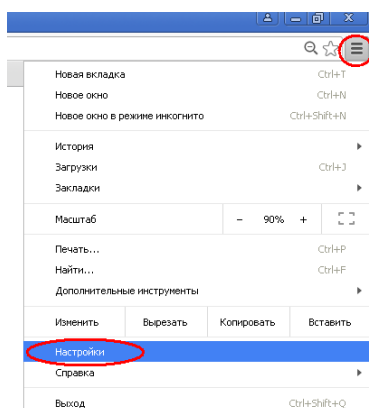 Новая вкладка Ctrl+T
Новое окно Ctrl+N
Новое окно в режиме инкогнито Ctrl+Shift+N
История
Загрузки Ctrl+J
Закладки
Масштаб - 90% +
Печать... Ctrl+P
Найти... Ctrl+F
Дополнительные инструменты
Изменить Вырезать Копировать Вставить
Настройки
Справка
Выход Ctrl+Shift+Q